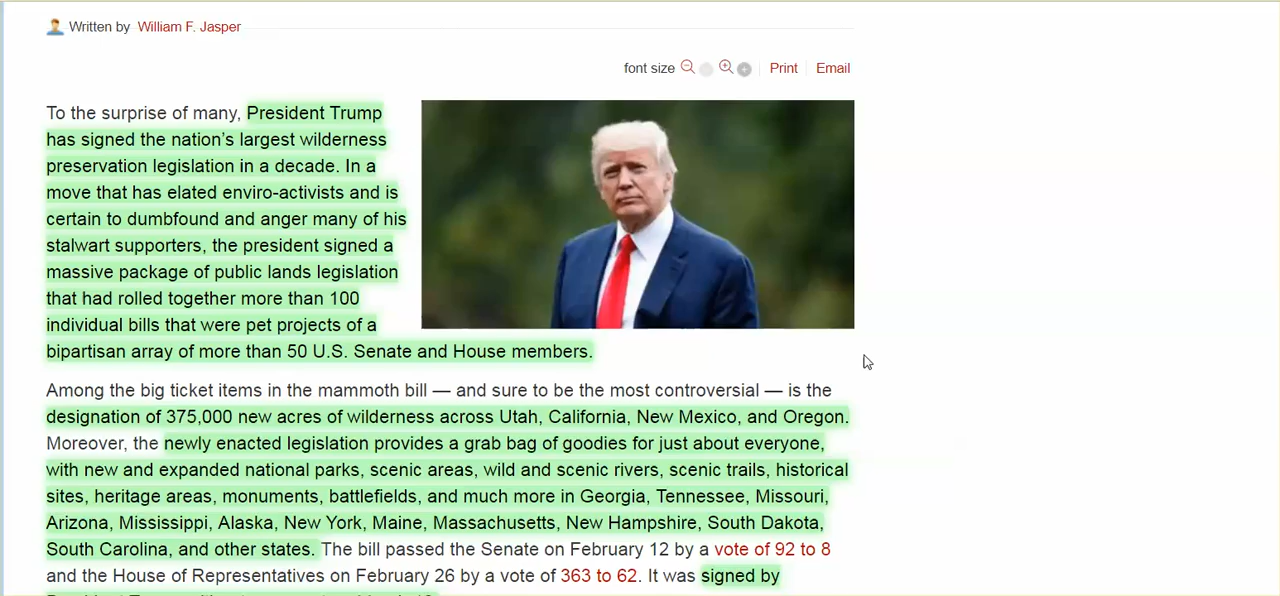 Written by William F. Jasper
font size Print Email
To the surprise of many, President Trump
has signed the nation’s largest wilderness
preservation legislation in a decade. In a
move that has elated enviro-activists and is
certain to dumbfound and anger many of his
stalwart supporters, the president signed a
massive package of public lands legislation
that had rolled together more than 100
individual bills that were pet projects of a
bipartisan array of more than 50 U.S. Senate and House members.
Among the big ticket items in the mammoth bill — and sure to be the most controversial — is the
designation of 375,000 new acres of wilderness across Utah, California, New Mexico, and Oregon.
Moreover, the newly enacted legislation provides a grab bag of goodies for just about everyone,
with new and expanded national parks, scenic areas, wild and scenic rivers, scenic trails, historical
sites, heritage areas, monuments, battlefields, and much more in Georgia, Tennessee, Missouri,
Arizona, Mississippi, Alaska, New York, Maine, Massachusetts, New Hampshire, South Dakota,
South Carolina, and other states. The bill passed the Senate on February 12 by a vote of 92 to 8
and the House of Representatives on February 26 by a vote of 363 to 62. It was signed by